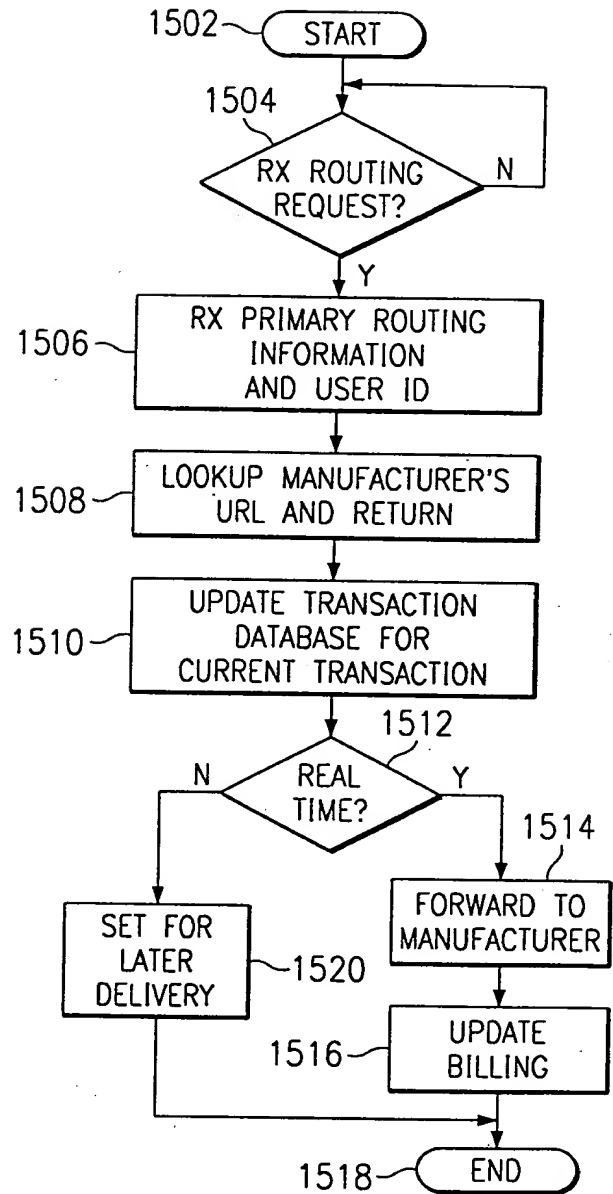 1502
START
1504
RX ROUTING
REQUEST?
N
Y
1506
RX PRIMARY ROUTING
INFORMATION
AND USER ID
1508
LOOKUP MANUFACTURER'S
URL AND RETURN
1510
UPDATE TRANSACTION
DATABASE FOR
CURRENT TRANSACTION
1512
N
REAL
TIME?
Y
1514
FORWARD TO
MANUFACTURER
SET FOR
LATER
DELIVERY
1520
1516
UPDATE
BILLING
1518
END